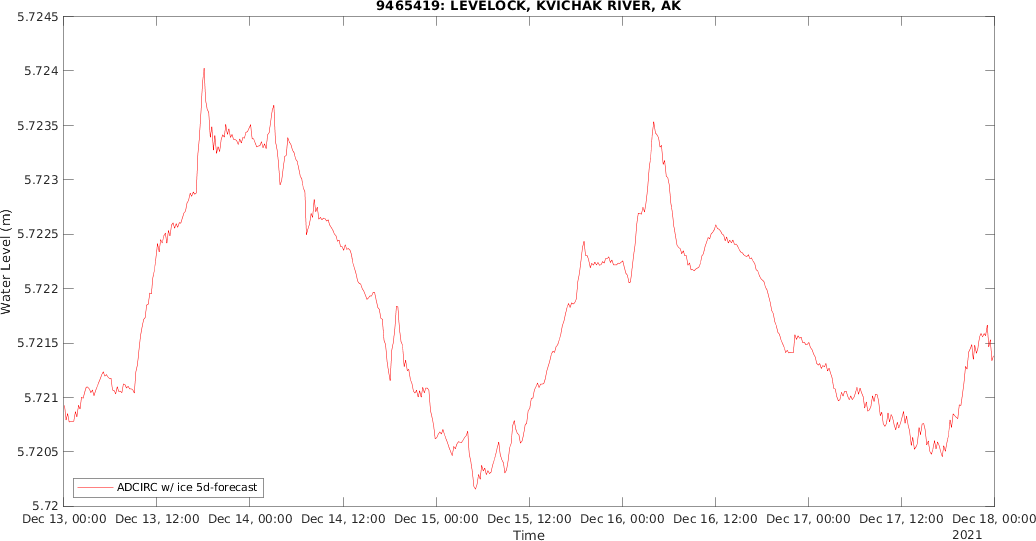 9465419: LEVELOCK, KVICHAK RIVER, AK
5.7245
5.724
5.7235
5.723
5.7225
5.722
5.7215
5.721
5.7205
5.72
Water Level (m)
ADCIRC w/ ice 5d-forecast
Dec 13, 00:00 Dec 13, 12:00 Dec 14, 00:00 Dec 14, 12:00 Dec 15, 00:00 Dec 15, 12:00 Dec 16, 00:00 Dec 16, 12:00 Dec 17, 00:00 Dec 17, 12:00 Dec 18, 00:00
Time
2021